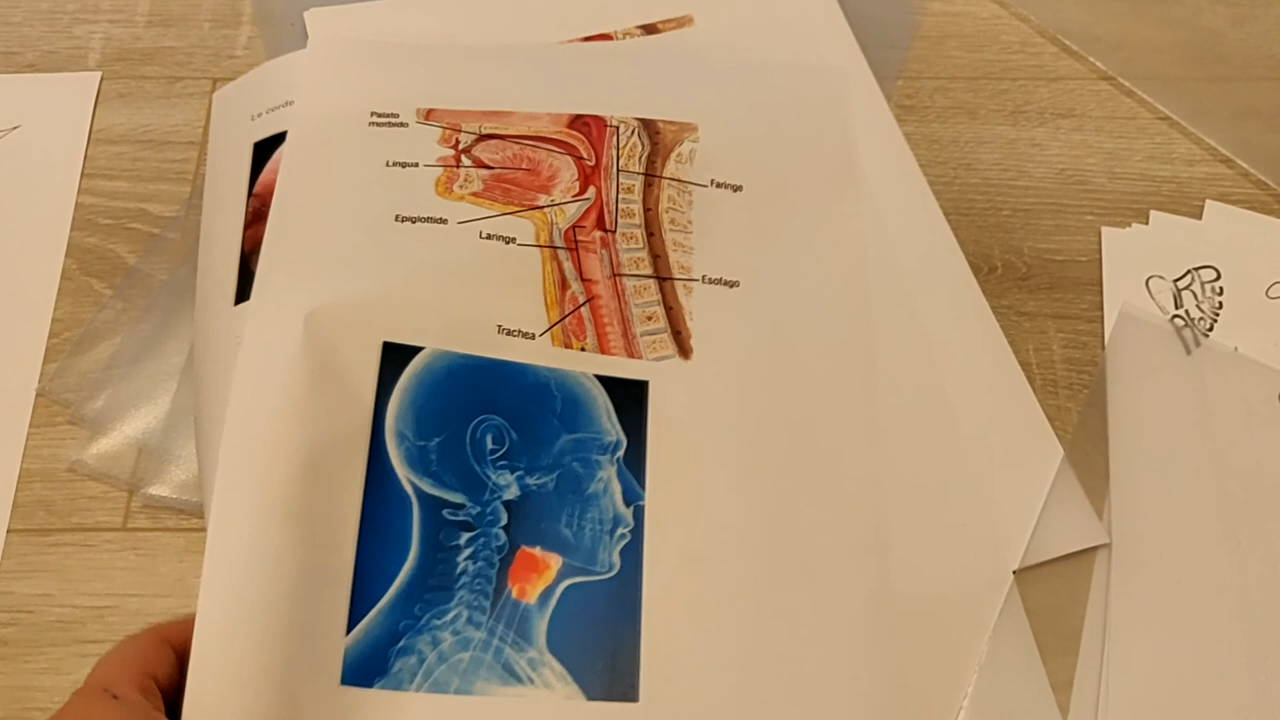 Le corde
Palato
morbido
Lingua
Epiglottide
Laringe
Trachea
Faringe
Esofago